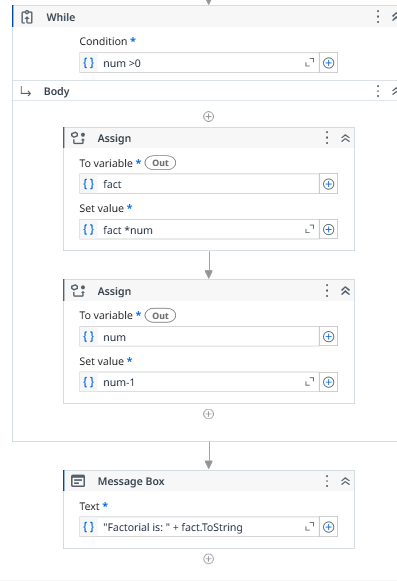 While
Condition *
{ } num >0
Body
Assign
To variable * Out
{ } fact
Set value *
{ } fact *num
Assign
To variable * Out
{ } num
Set value *
{ } num-1
Message Box
Text *
{ } "Factorial is: " + fact.ToString